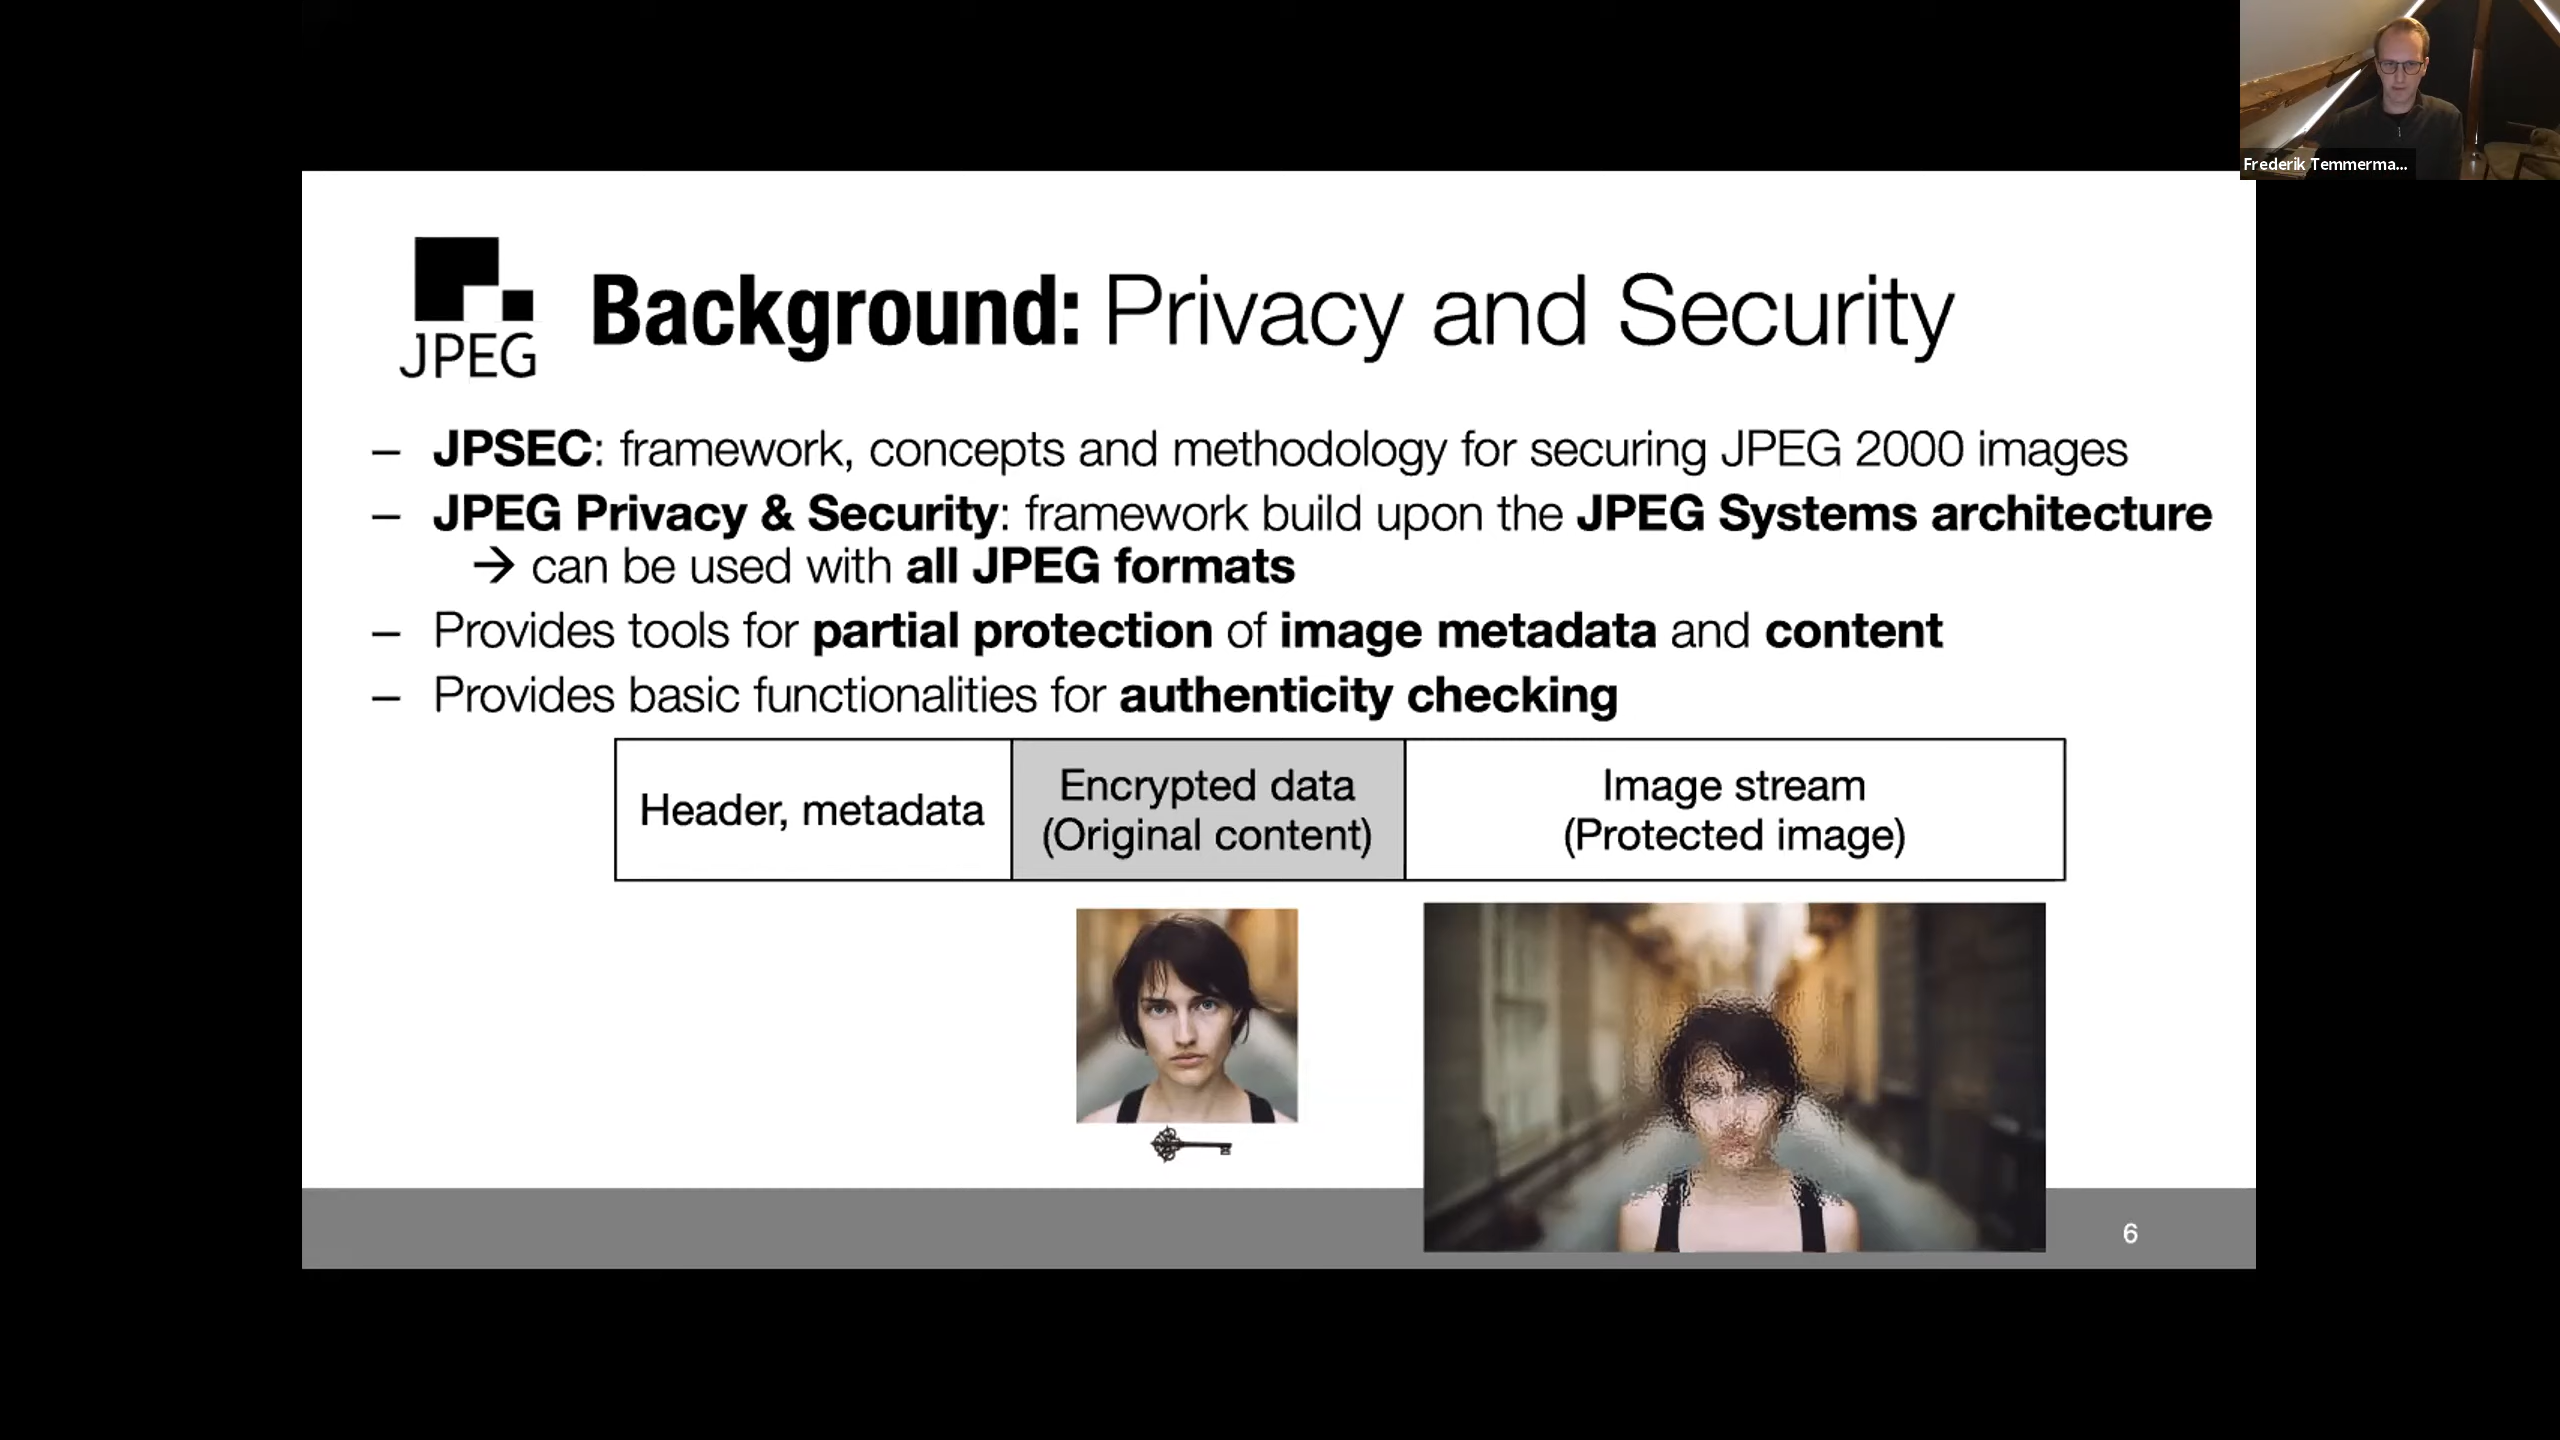 Frederik Temmerma...
JPEG
Background: Privacy and Security
– JPSEC: framework, concepts and methodology for securing JPEG 2000 images
– JPEG Privacy & Security: framework build upon the JPEG Systems architecture
→ can be used with all JPEG formats
– Provides tools for partial protection of image metadata and content
– Provides basic functionalities for authenticity checking
Header, metadata
Encrypted data
(Original content)
Image stream
(Protected image)
6